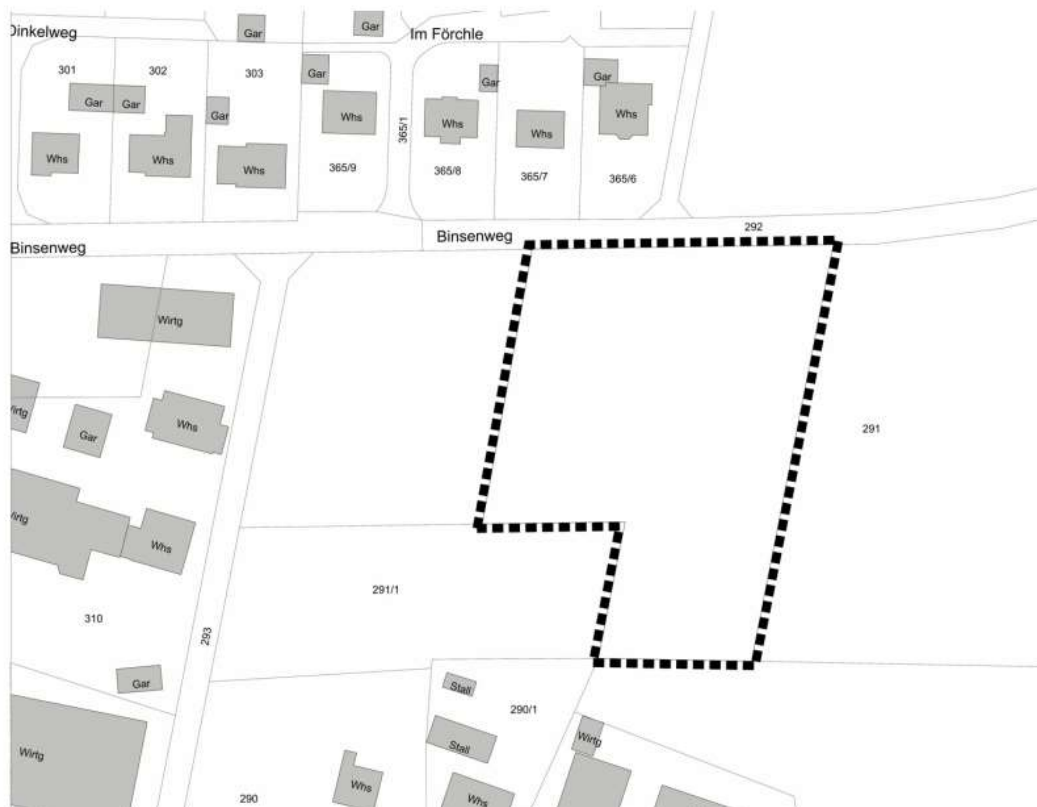 Gar
Gar
Dinkelweg
Im Förchle
301
302
303
Gar
Gar
Gar
Gar
Gar
Gar
Whs
Whs
Whs
Whs
Whs
Whs
Whs
365/1
365/9
365/8
365/7
365/6
292
Binsenweg
Binsenweg
Wirtg
Wirtg
Whs
Gar
291
Wirtg
Whs
291/1
310
293
Gar
Stall
290/1
Stall
Wirtg
Wirtg
Whs
290
Whs